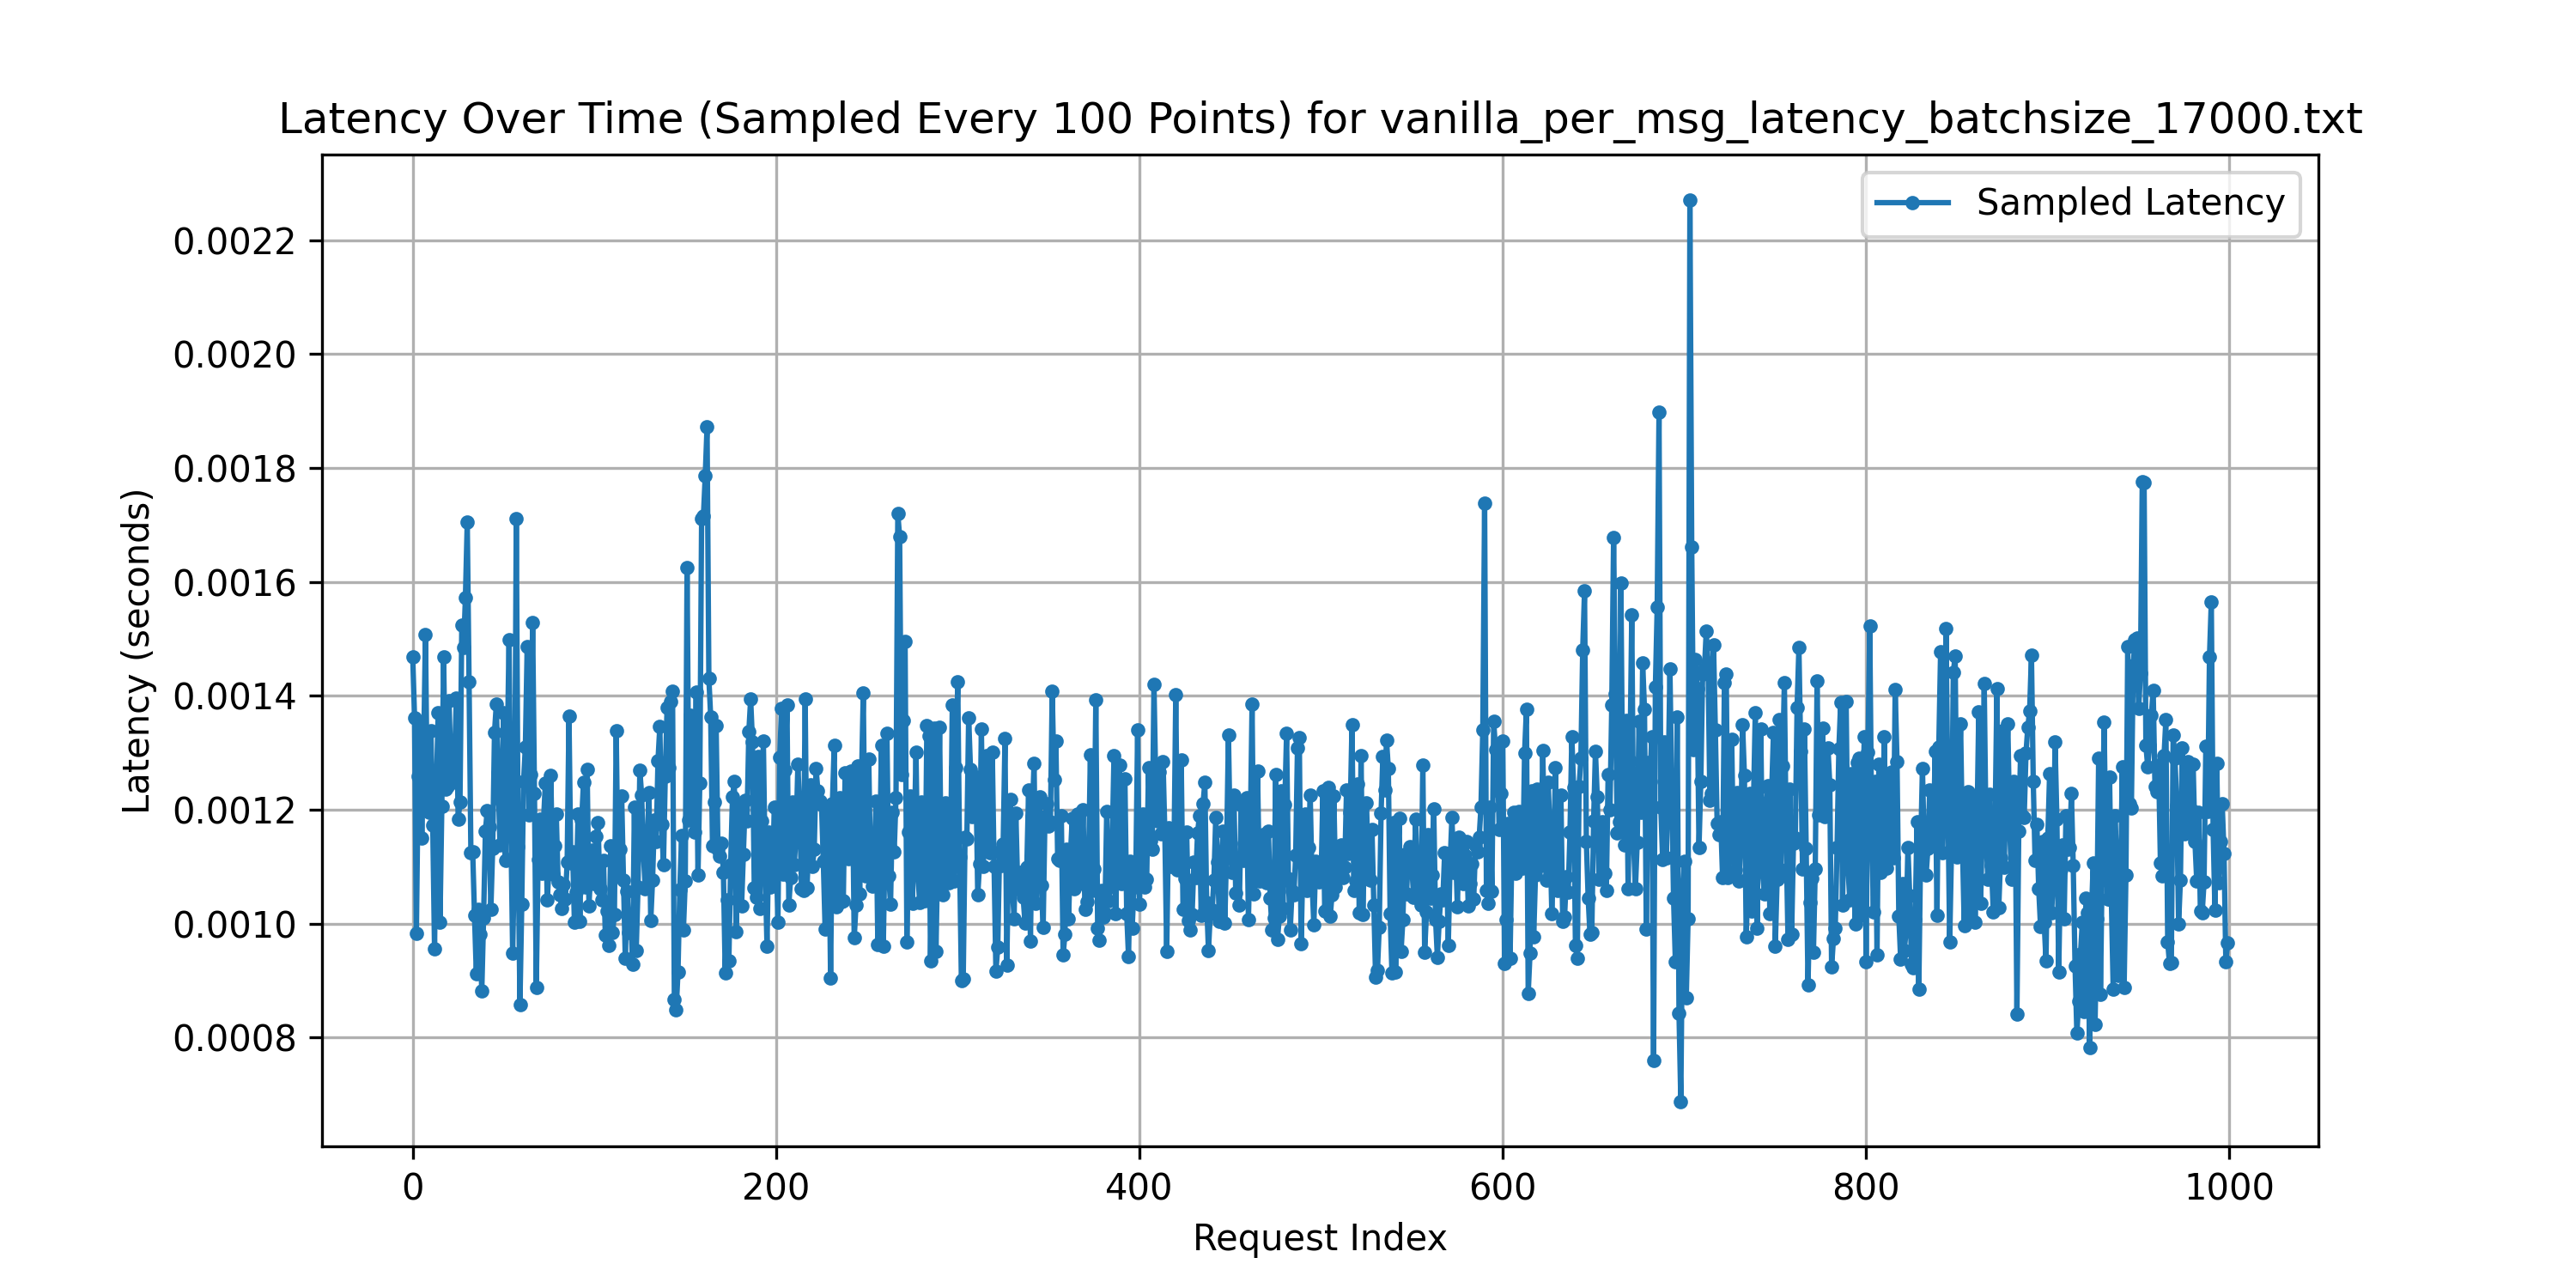 Latency Over Time (Sampled Every 100 Points) for vanilla_per_msg_latency_batchsize_17000.txt
Sampled Latency
Latency (seconds)
0.0022
0.0020
0.0018
0.0016
0.0014
0.0012
0.0010
0.0008
0 200 400 600 800 1000
Request Index